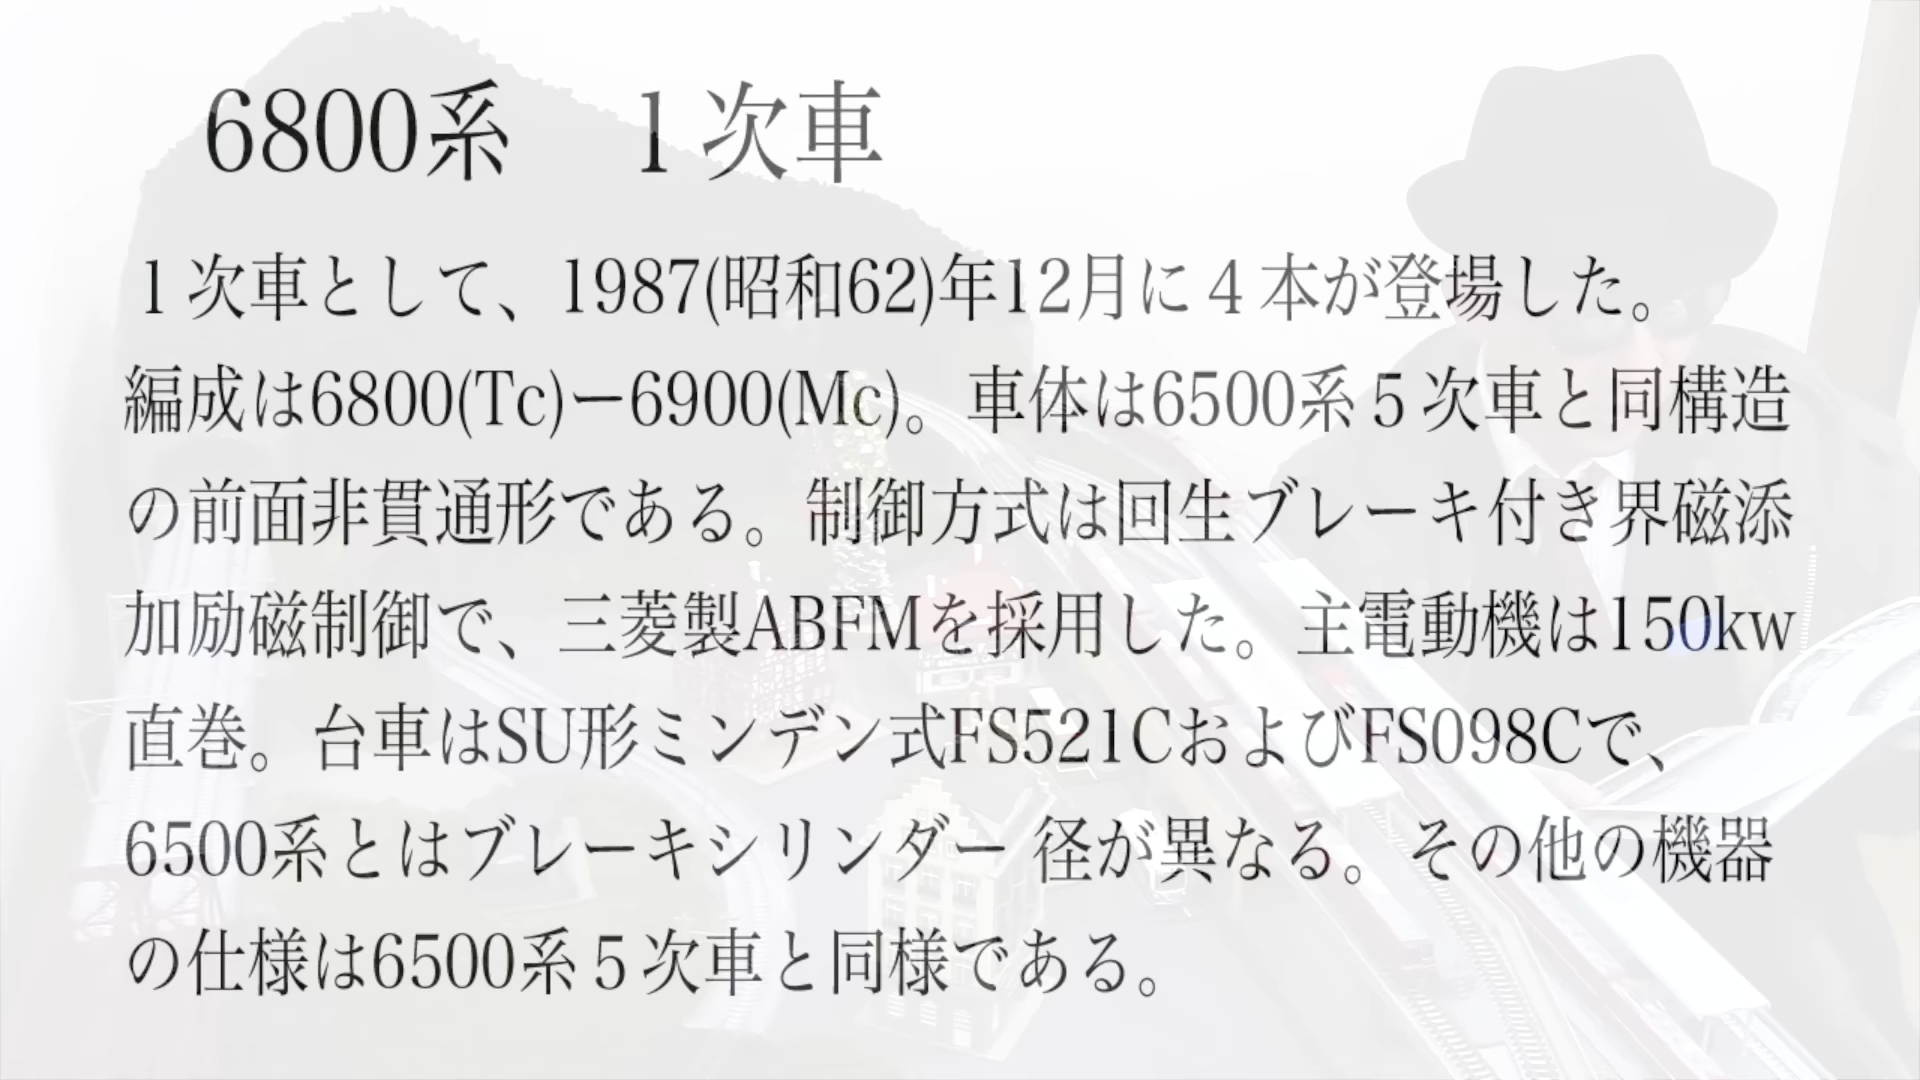 6800系　１次車
１次車として、1987(昭和62)年12月に４本が登場した。
編成は6800(Tc)ー6900(Mc)。車体は6500系５次車と同構造
の前面非貫通形である。制御方式は回生ブレーキ付き界磁添
加励磁制御で、三菱製ABFMを採用した。主電動機は150kw
直巻。台車はSU形ミンデン式FS521CおよびFS098Cで、
6500系とはブレーキシリンダー 径が異なる。その他の機器
の仕様は6500系５次車と同様である。